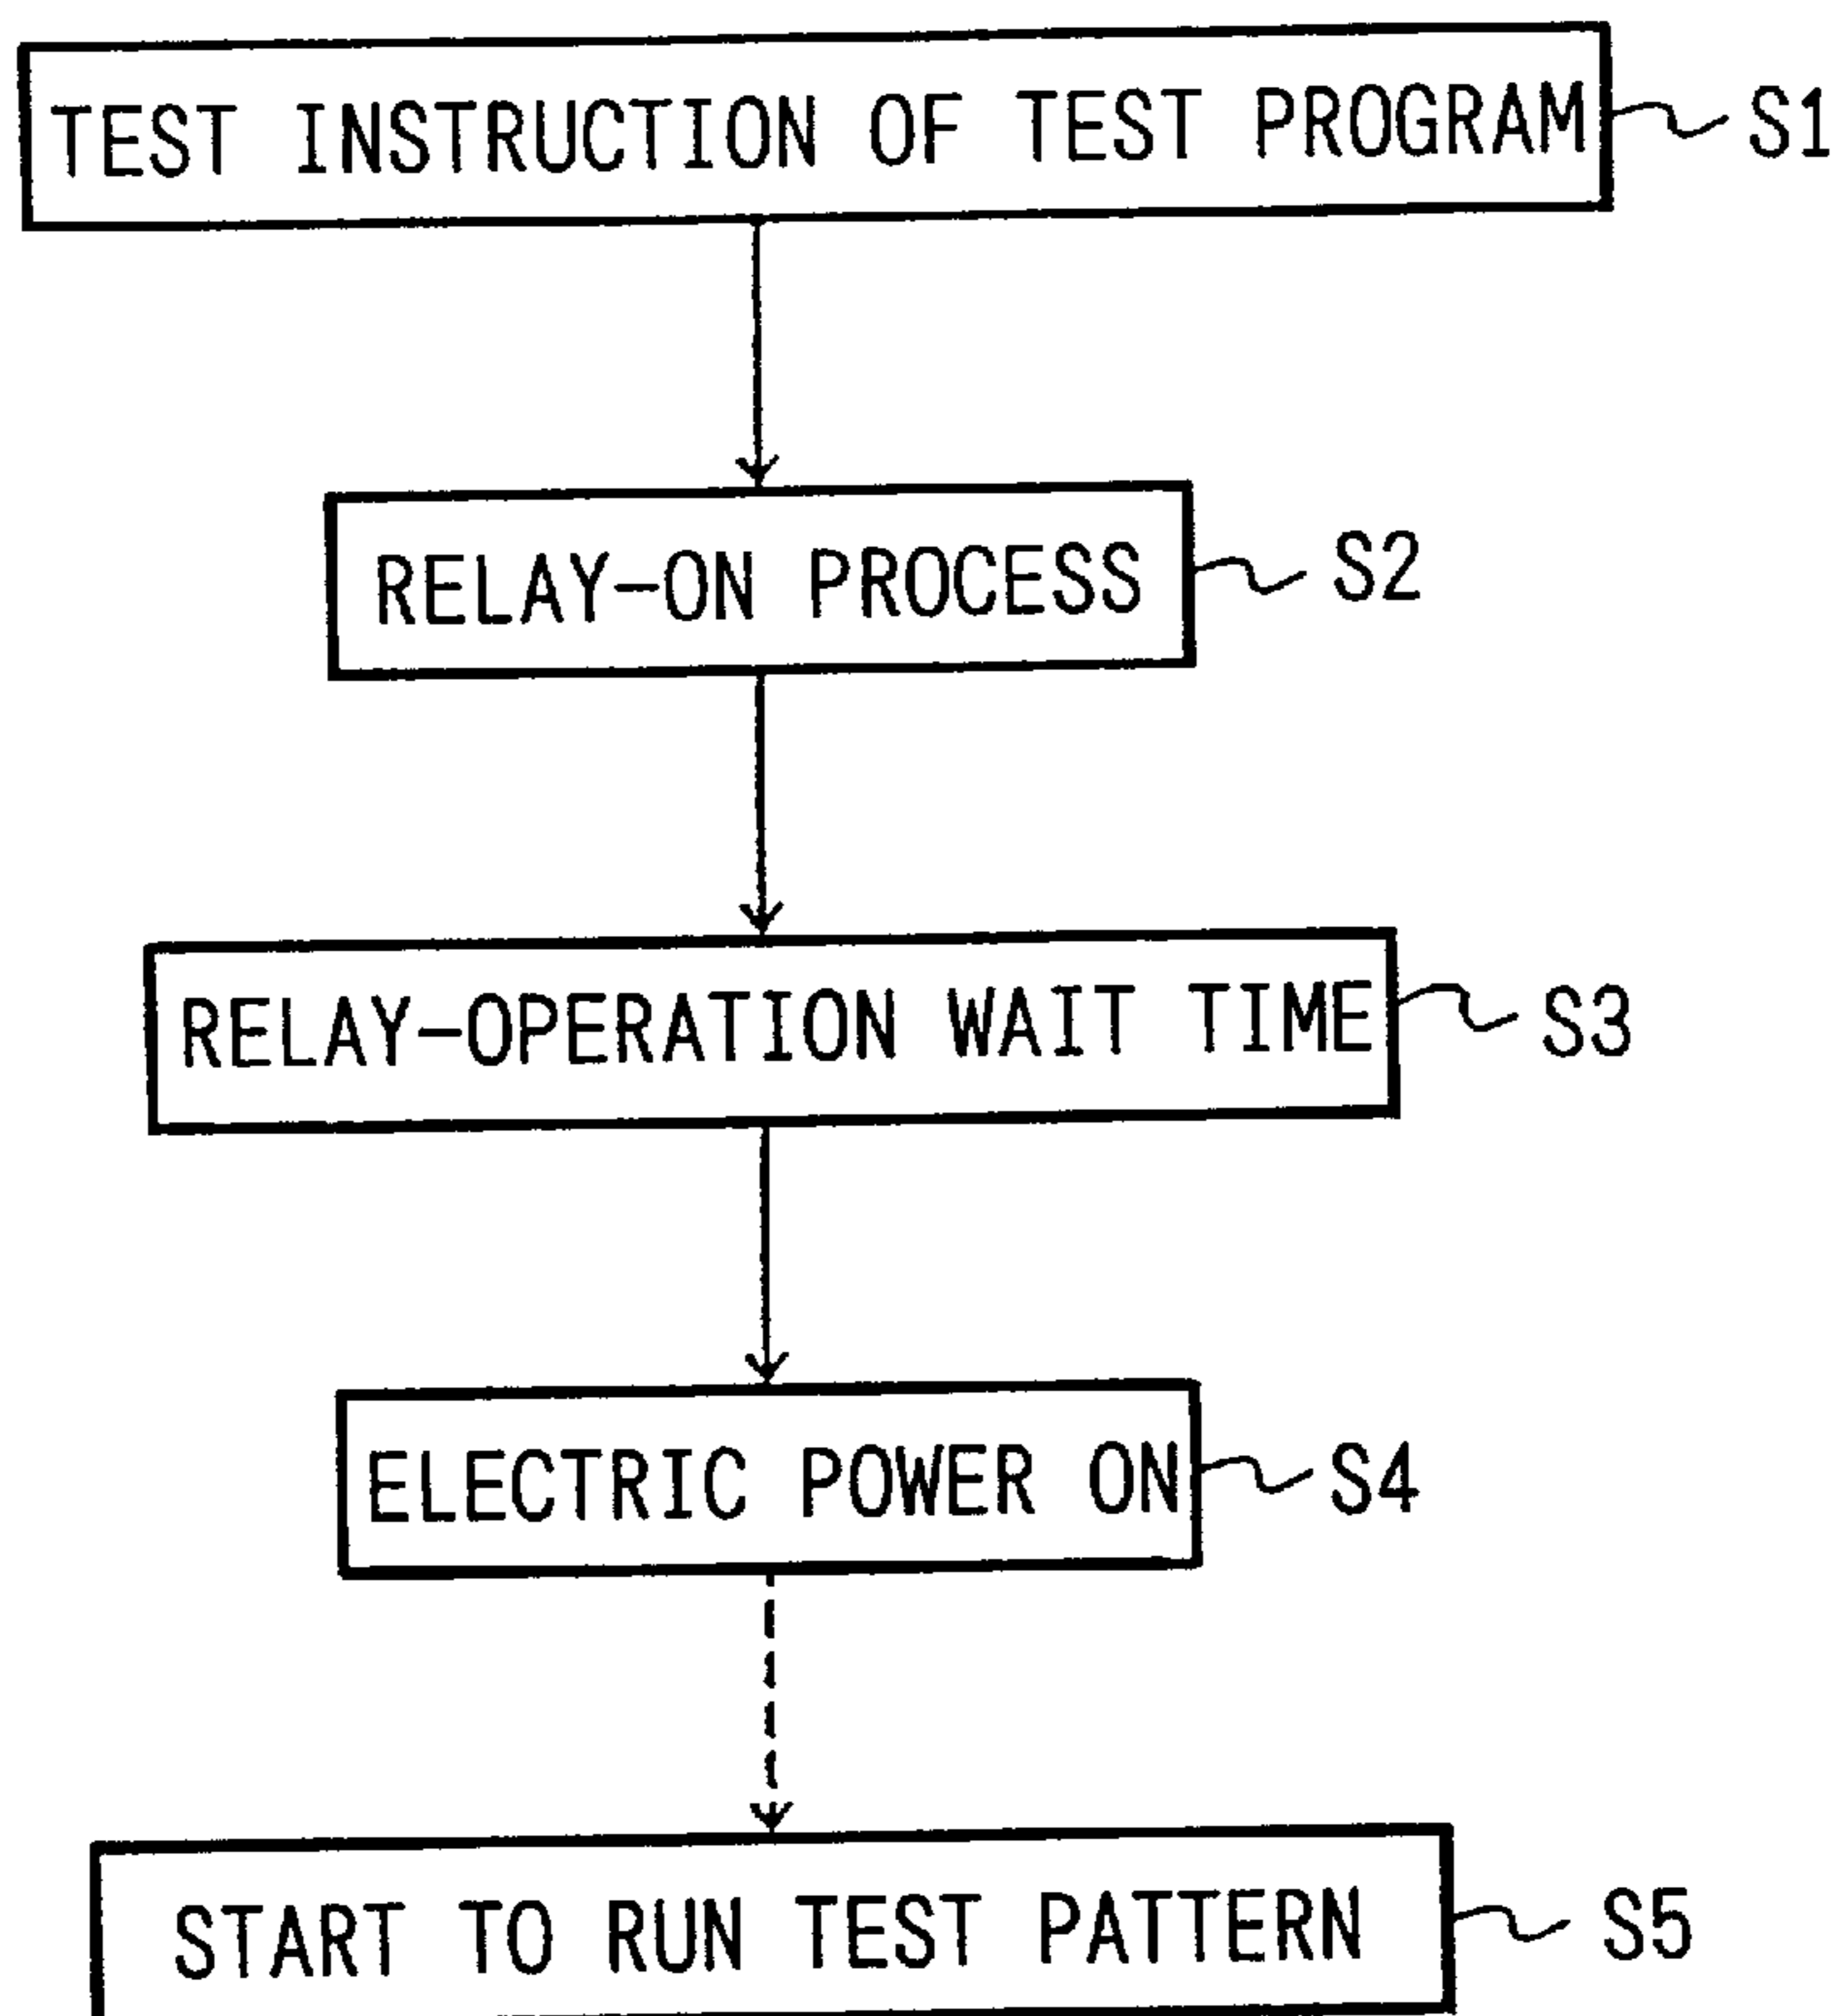 TEST INSTRUCTION OF TEST PROGRAM S1
RELAY-ON PROCESS S2
RELAY-OPERATION WAIT TIME S3
ELECTRIC POWER ON S4
START TO RUN TEST PATTERN S5